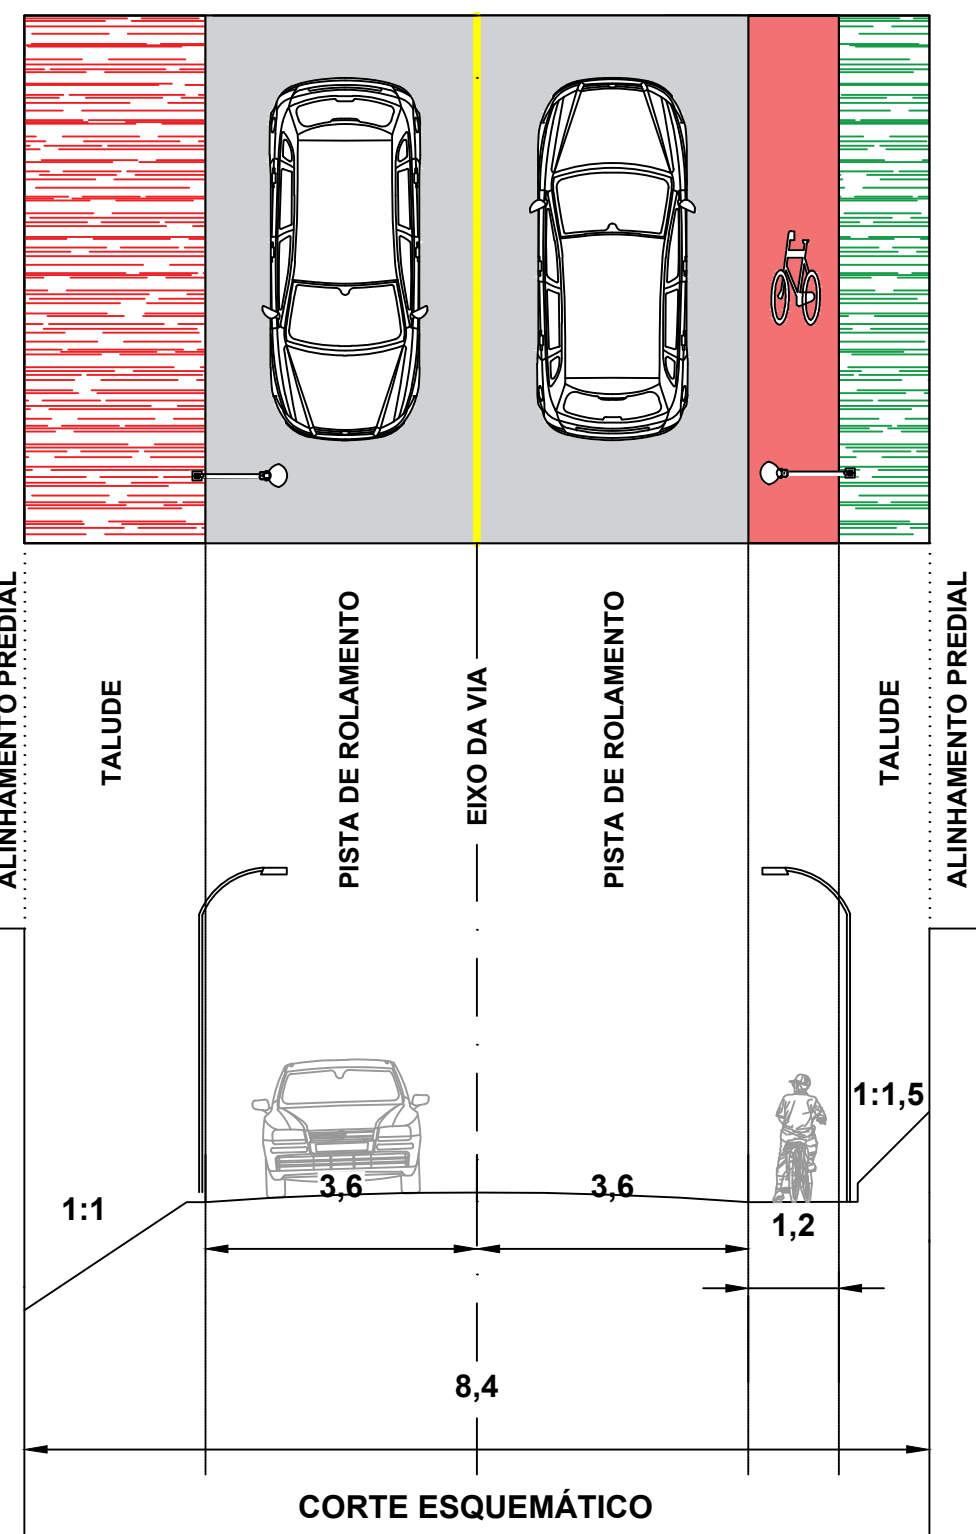 ALINHAMENTO PREDIAL
TALUDE
PISTA DE ROLAMENTO
EIXO DA VIA
PISTA DE ROLAMENTO
TALUDE
ALINHAMENTO PREDIAL
1:1,5
3,6
3,6
1:1
1,2
8,4
CORTE ESQUEMÁTICO